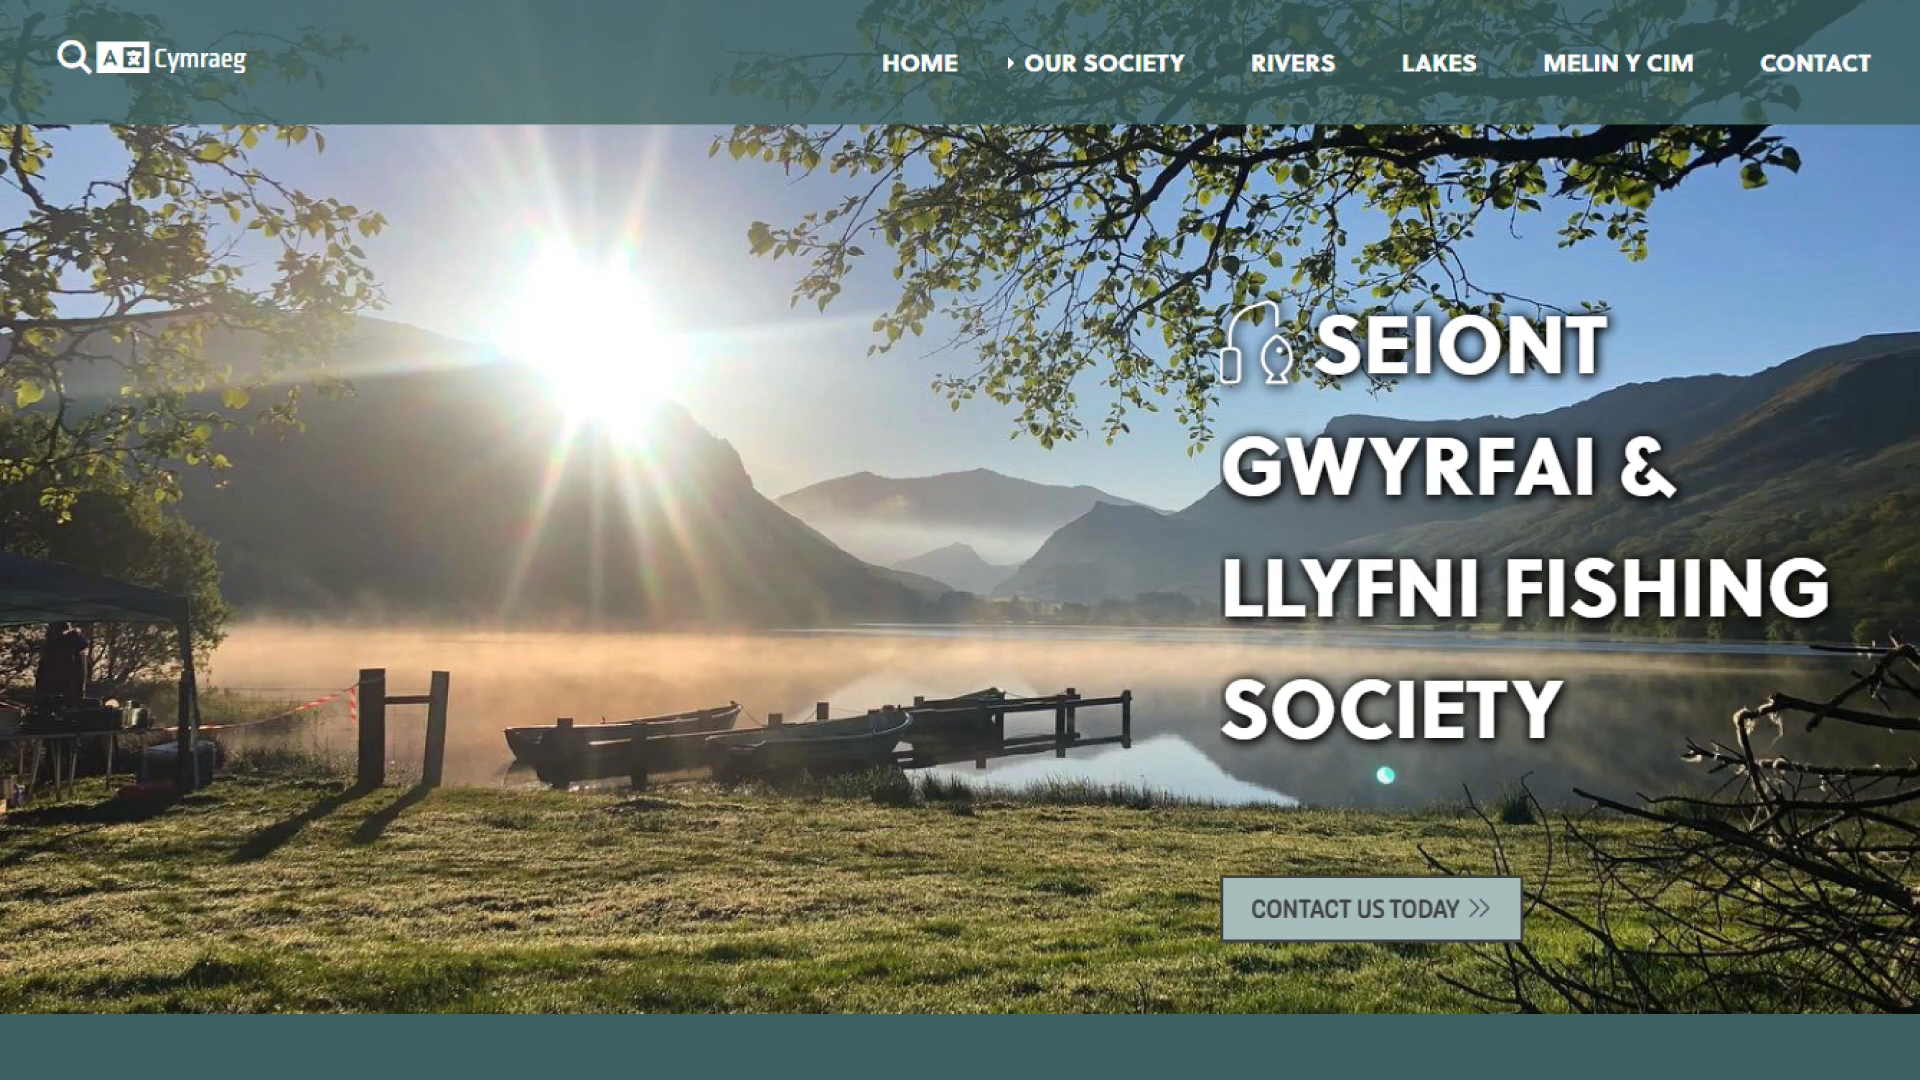 Cymraeg
HOME
OUR SOCIETY
RIVERS
LAKES
MELIN Y CIM
CONTACT
SEIONT
GWYRFAI &
LLYFNI FISHING
SOCIETY
CONTACT US TODAY